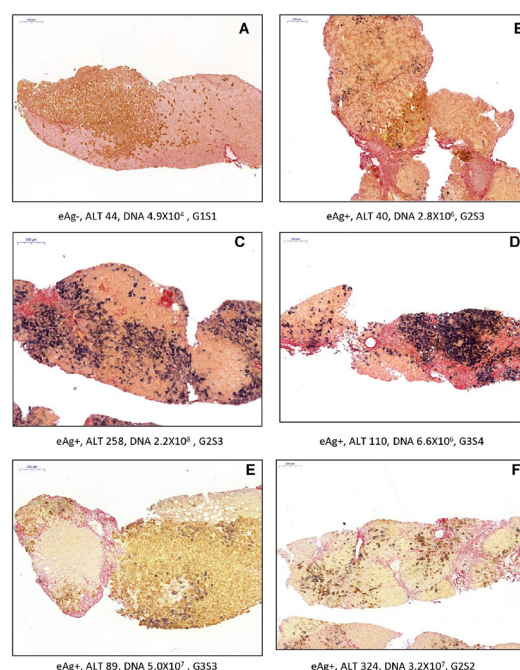 A
B
eAg-, ALT 44, DNA 4.9X10⁴ , G1S1
eAg+, ALT 40, DNA 2.8X10⁶, G2S3
C
D
eAg+, ALT 258, DNA 2.2X10⁸ , G2S3
eAg+, ALT 110, DNA 6.6X10⁶, G3S4
E
F
eAg+, ALT 89, DNA 5.0X10⁷ , G3S3
eAg+, ALT 324, DNA 3.2X10⁷, G2S2